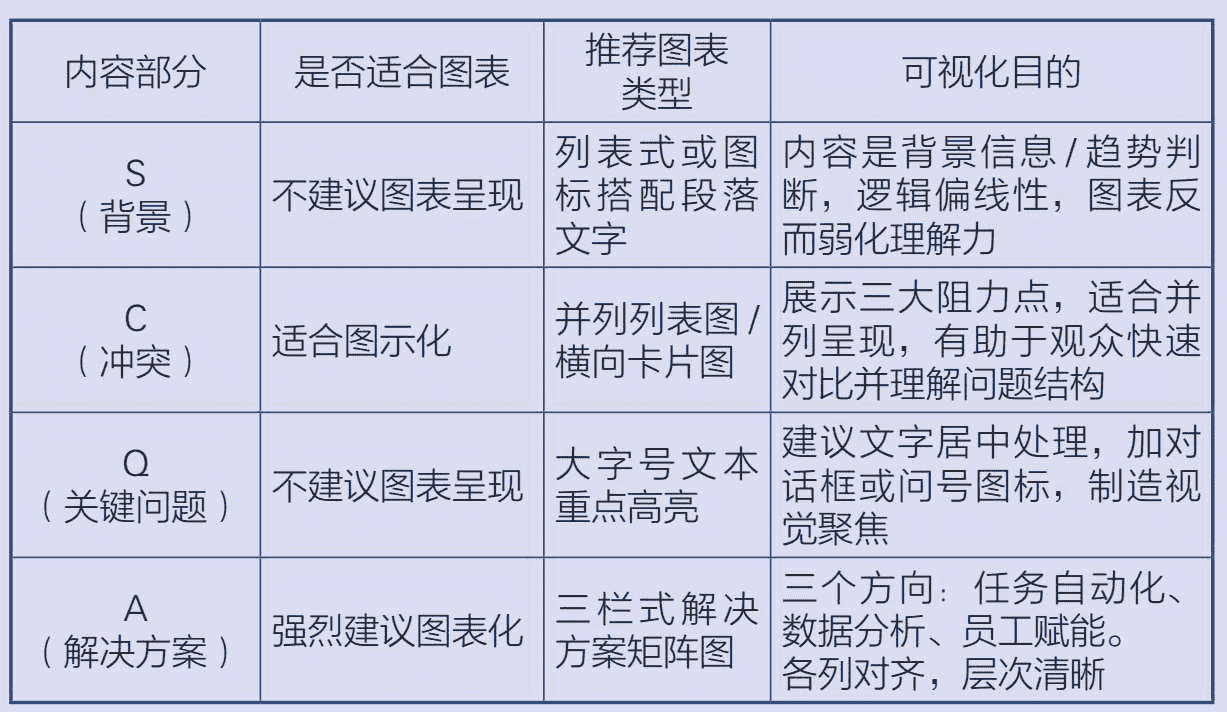 内容部分
是否适合图表
推荐图表
类型
可视化目的
S
（背景）
不建议图表呈现
列表式或图
标搭配段落
文字
内容是背景信息/趋势判
断，逻辑偏线性，图表反
而弱化理解力
C
（冲突）
适合图示化
并列列表图/
横向卡片图
展示三大阻力点，适合并
列呈现，有助于观众快速
对比并理解问题结构
Q
（关键问题）
不建议图表呈现
大字号文本
重点高亮
建议文字居中处理，加对
话框或问号图标，制造视
觉聚焦
A
（解决方案）
强烈建议图表化
三栏式解决
方案矩阵图
三个方向：任务自动化、
数据分析、员工赋能。
各列对齐，层次清晰